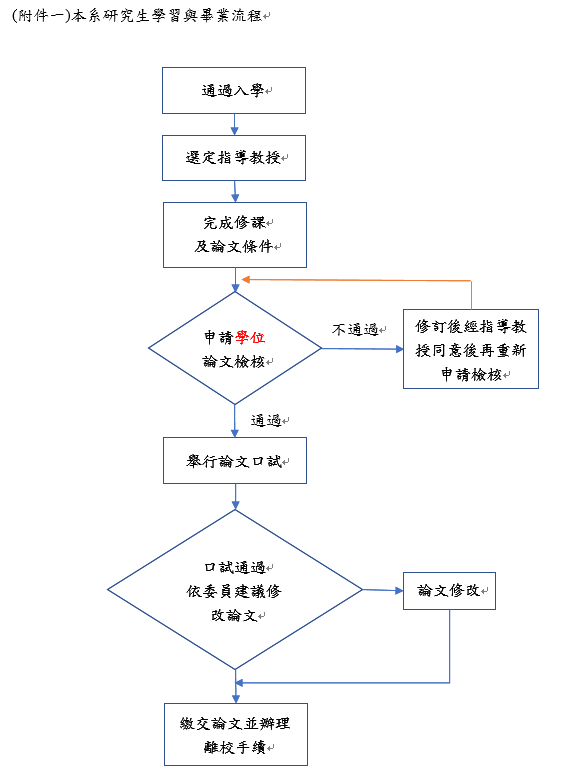 (附件一)本系研究生學習與畢業流程
通過入學
選定指導教授
完成修課
及論文條件
申請學位
論文檢核
不通過
修訂後經指導教
授同意後再重新
申請檢核
通過
舉行論文口試
口試通過
依委員建議修
改論文
論文修改
繳交論文並辦理
離校手續